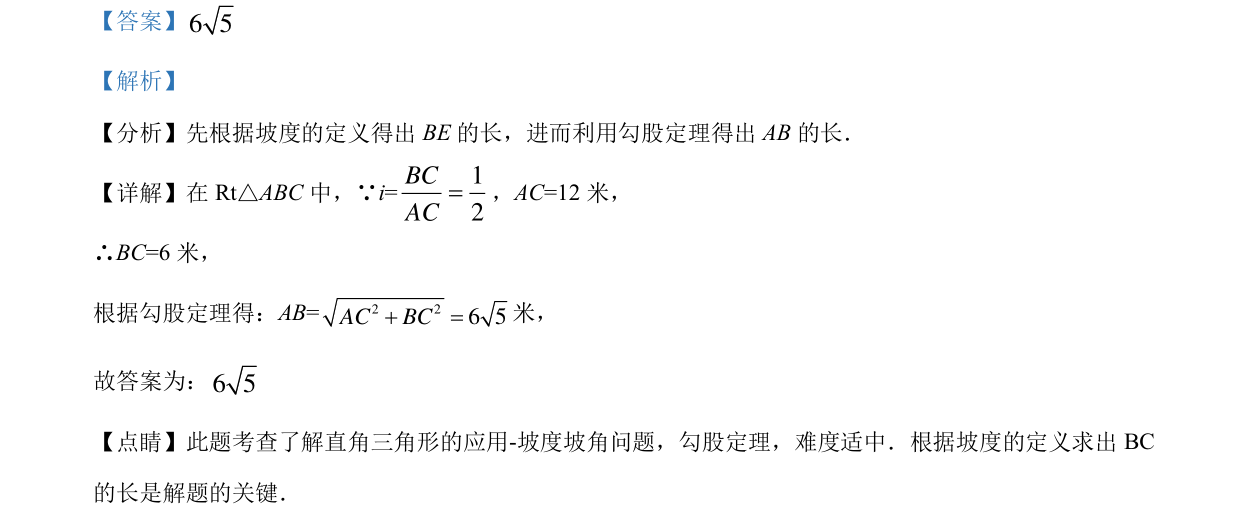 【答案】6√5
【解析】
【分析】先根据坡度的定义得出 BE 的长，进而利用勾股定理得出 AB 的长．
【详解】在 Rt△ABC 中，∵i=BC/AC=1/2，AC=12 米，
∴BC=6 米，
根据勾股定理得：AB=√(AC²+BC²)=6√5米，
故答案为：6√5
【点睛】此题考查了解直角三角形的应用-坡度坡角问题，勾股定理，难度适中．根据坡度的定义求出 BC
的长是解题的关键．